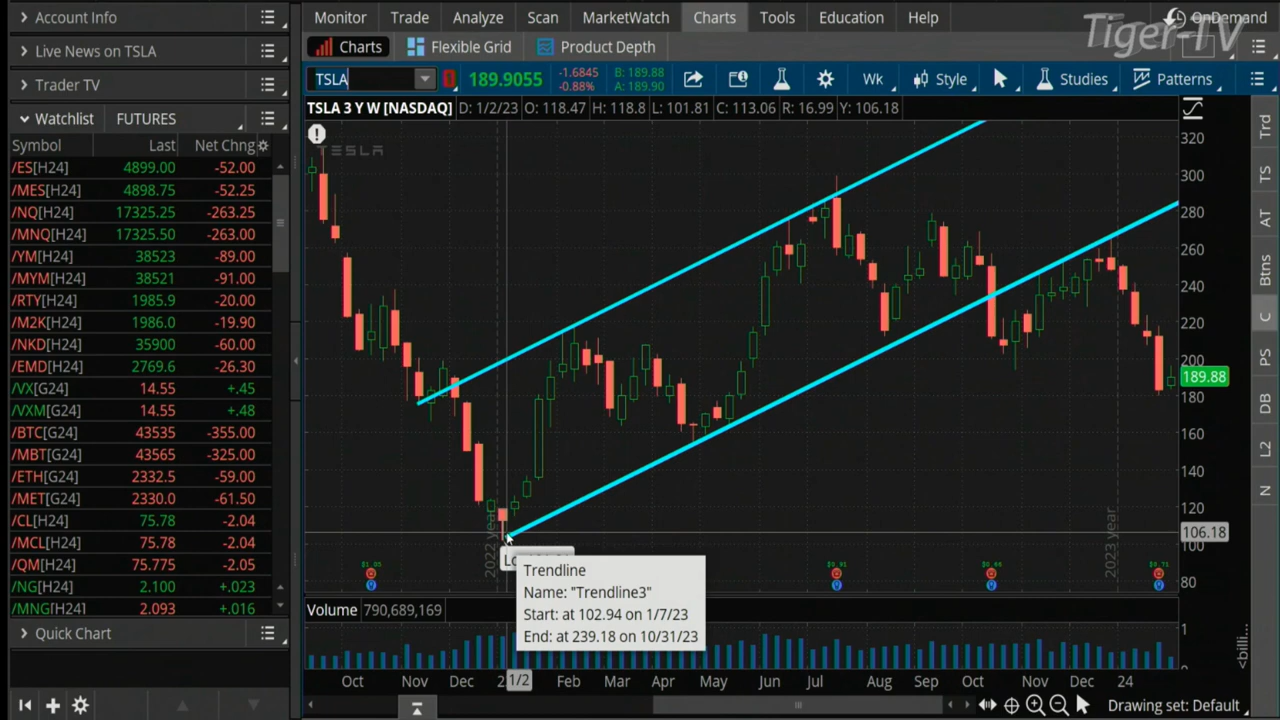 Account Info
Live News on TSLA
Trader TV
Watchlist FUTURES
Symbol Last Net Chng
/ES[H24] 4899.00 -52.00
/MES[H24] 4898.75 -52.25
/NQ[H24] 17325.25 -263.25
/MNQ[H24] 17325.50 -263.00
/YM[H24] 38523 -89.00
/MYM[H24] 38521 -91.00
/RTY[H24] 1985.9 -20.00
/M2K[H24] 1986.0 -19.90
/NKD[H24] 35900 -60.00
/EMD[H24] 2769.6 -26.30
/VX[G24] 14.55 +.45
/VXM[G24] 14.55 +.48
/BTC[G24] 43535 -355.00
/MBT[G24] 43565 -325.00
/ETH[G24] 2332.5 -59.00
/MET[G24] 2330.0 -61.50
/CL[H24] 75.78 -2.04
/MCL[H24] 75.78 -2.04
/QM[H24] 75.775 -2.05
/NG[H24] 2.100 +.023
/MNG[H24] 2.093 +.016
Quick Chart
Monitor Trade Analyze Scan MarketWatch Charts Tools Education Help OnDemand
Tiger-TV
Charts Flexible Grid Product Depth
TSLA 189.9055 -1.6845 -0.88% B: 189.88 A: 189.90 Wk Style Studies Patterns
TSLA 3 Y W [NASDAQ] D: 1/2/23 O: 118.47 H: 118.8 L: 101.81 C: 113.06 R: 16.99 Y: 106.18
TESLA
320
300
280
260
240
220
200
189.88
180
160
140
120
106.18
100
80
2022 year
2023 year
Trendline
Name: "Trendline3"
Start: at 102.94 on 1/7/23
End: at 239.18 on 10/31/23
Volume 790,689,169
1
<billi...
Oct Nov Dec 1/2 Feb Mar Apr May Jun Jul Aug Sep Oct Nov Dec 24
Drawing set: Default
Trd
TS
AT
Btns
C
PS
DB
L2
N